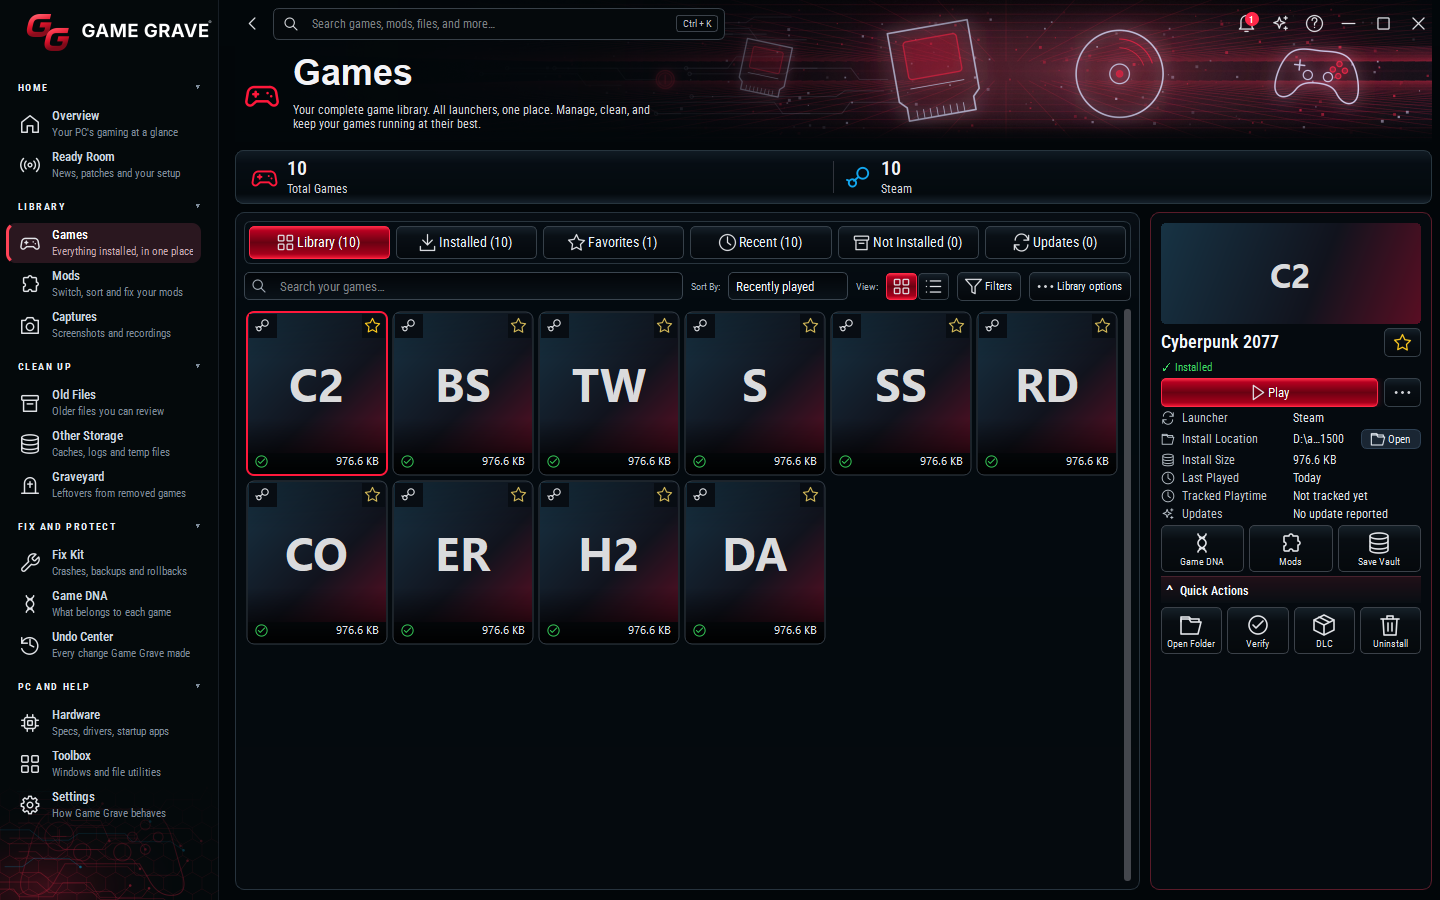 GG GAME GRAVE
Search games, mods, files, and more...
Ctrl + K
1
Games
Your complete game library. All launchers, one place. Manage, clean, and
keep your games running at their best.
HOME
Overview
Your PC's gaming at a glance
Ready Room
News, patches and your setup
LIBRARY
Games
Everything installed, in one place
Mods
Switch, sort and fix your mods
Captures
Screenshots and recordings
CLEAN UP
Old Files
Older files you can review
Other Storage
Caches, logs and temp files
Graveyard
Leftovers from removed games
FIX AND PROTECT
Fix Kit
Crashes, backups and rollbacks
Game DNA
What belongs to each game
Undo Center
Every change Game Grave made
PC AND HELP
Hardware
Specs, drivers, startup apps
Toolbox
Windows and file utilities
Settings
How Game Grave behaves
10
Total Games
10
Steam
Library (10)
Installed (10)
Favorites (1)
Recent (10)
Not Installed (0)
Updates (0)
Search your games...
Sort By:
Recently played
View:
Filters
Library options
C2
976.6 KB
BS
976.6 KB
TW
976.6 KB
S
976.6 KB
SS
976.6 KB
RD
976.6 KB
CO
976.6 KB
ER
976.6 KB
H2
976.6 KB
DA
976.6 KB
C2
Cyberpunk 2077
✓ Installed
Play
Launcher Steam
Install Location D:\a...1500 Open
Install Size 976.6 KB
Last Played Today
Tracked Playtime Not tracked yet
Updates No update reported
Game DNA
Mods
Save Vault
^ Quick Actions
Open Folder
Verify
DLC
Uninstall